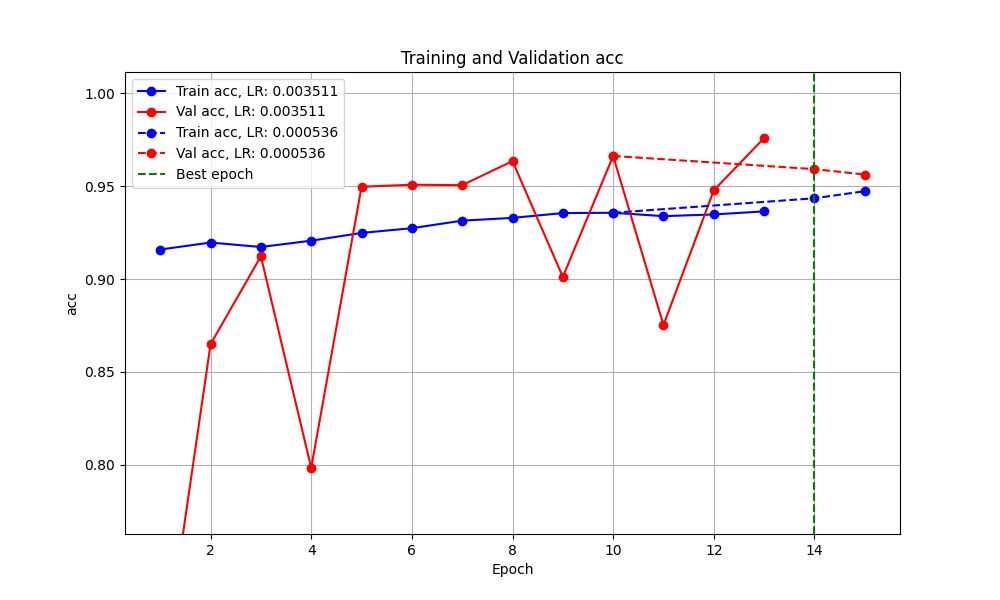 Training and Validation acc
Train acc, LR: 0.003511
Val acc, LR: 0.003511
Train acc, LR: 0.000536
Val acc, LR: 0.000536
Best epoch
1.00
0.95
0.90
0.85
0.80
acc
2 4 6 8 10 12 14
Epoch